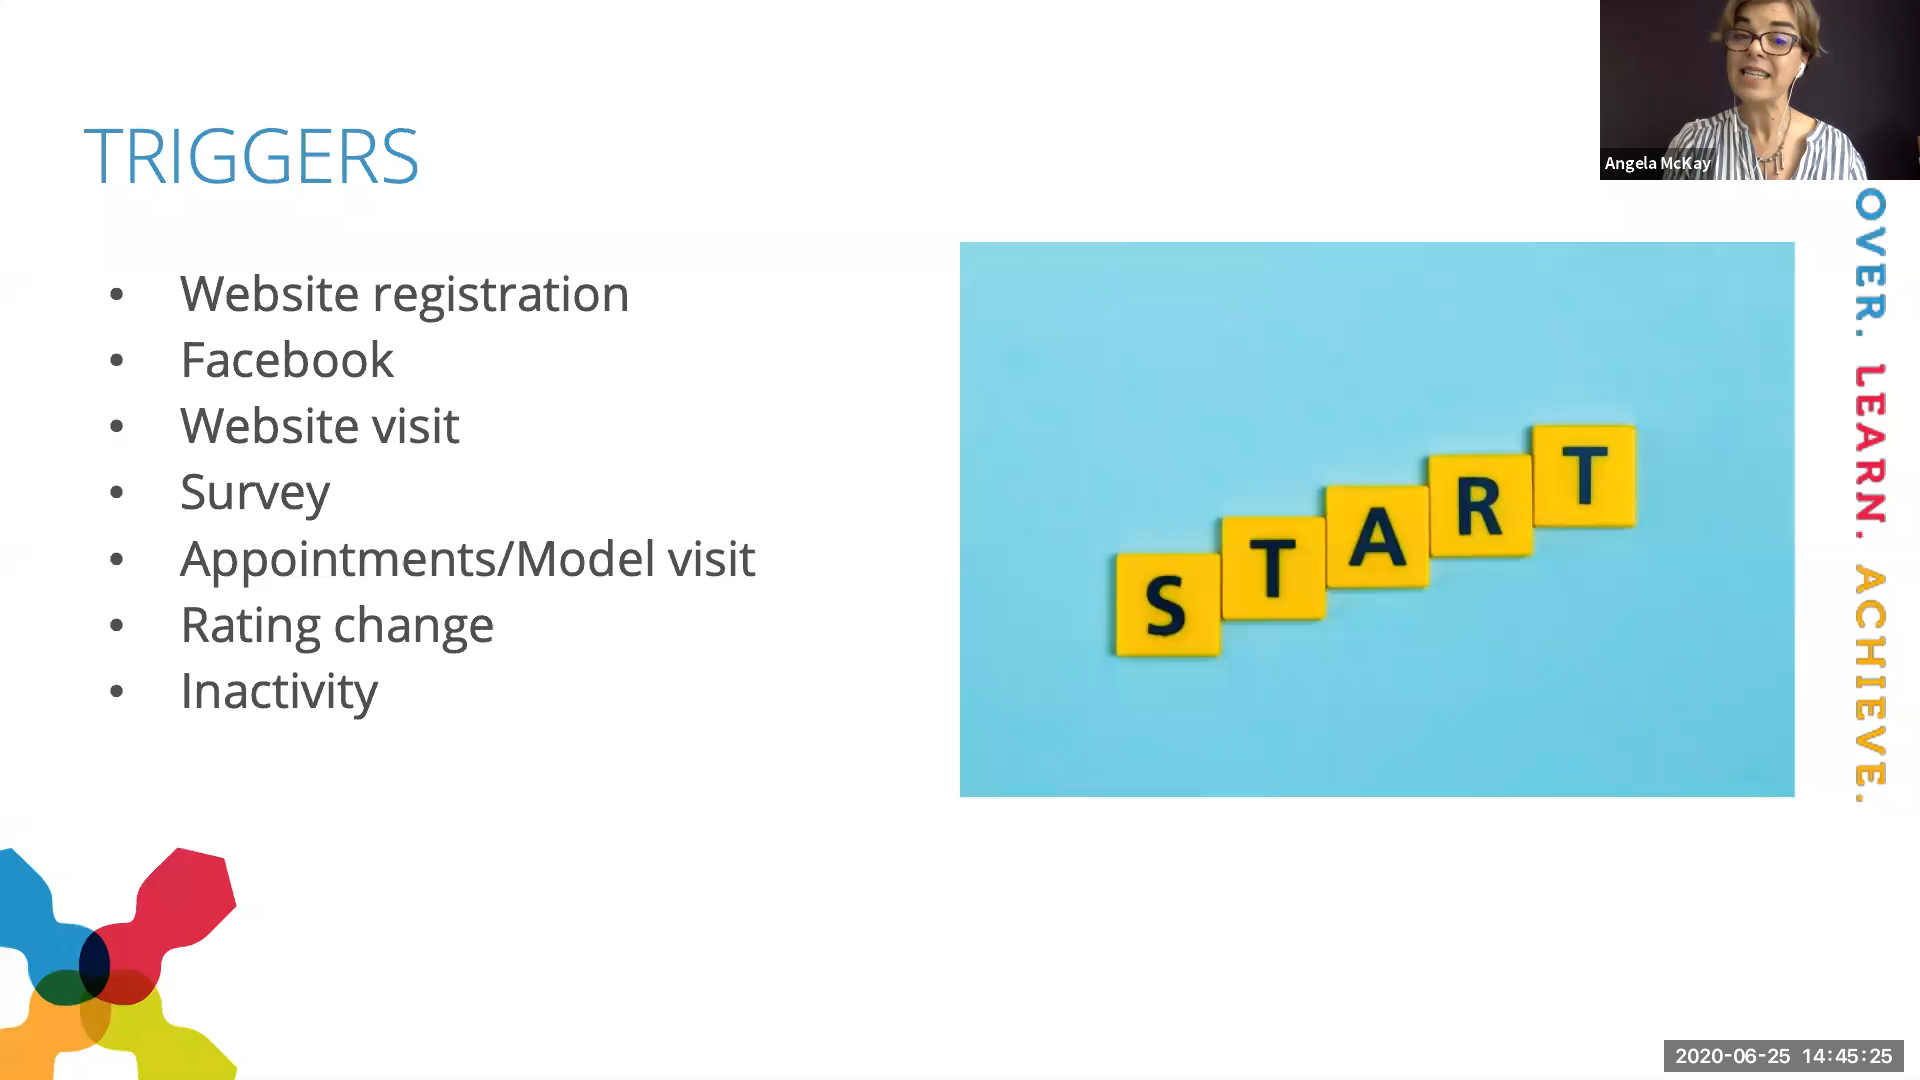 TRIGGERS
• Website registration
• Facebook
• Website visit
• Survey
• Appointments/Model visit
• Rating change
• Inactivity
START
Angela McKay
OVER. LEARN. ACHIEVE.
2020-06-25 14:45:25